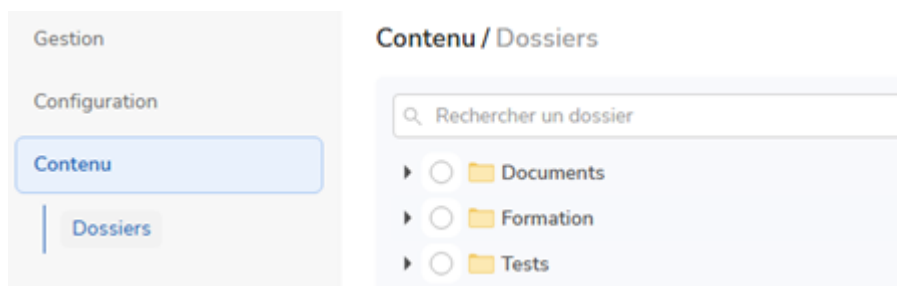 Gestion
Configuration
Contenu
Dossiers
Contenu / Dossiers
Rechercher un dossier
Documents
Formation
Tests